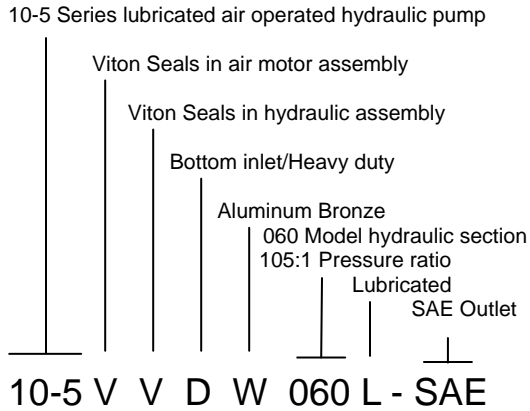 10-5 Series lubricated air operated hydraulic pump
Viton Seals in air motor assembly
Viton Seals in hydraulic assembly
Bottom inlet/Heavy duty
Aluminum Bronze
060 Model hydraulic section
105:1 Pressure ratio
Lubricated
SAE Outlet
10-5 V V D W 060 L - SAE